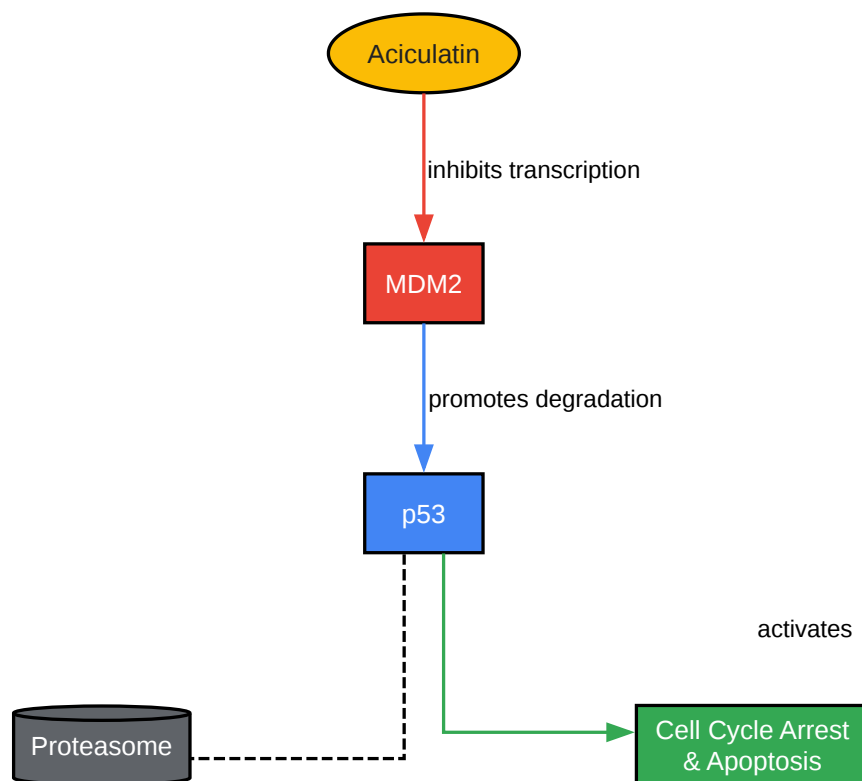 Aciculatin
inhibits transcription
MDM2
promotes degradation
p53
activates
Proteasome
Cell Cycle Arrest
& Apoptosis